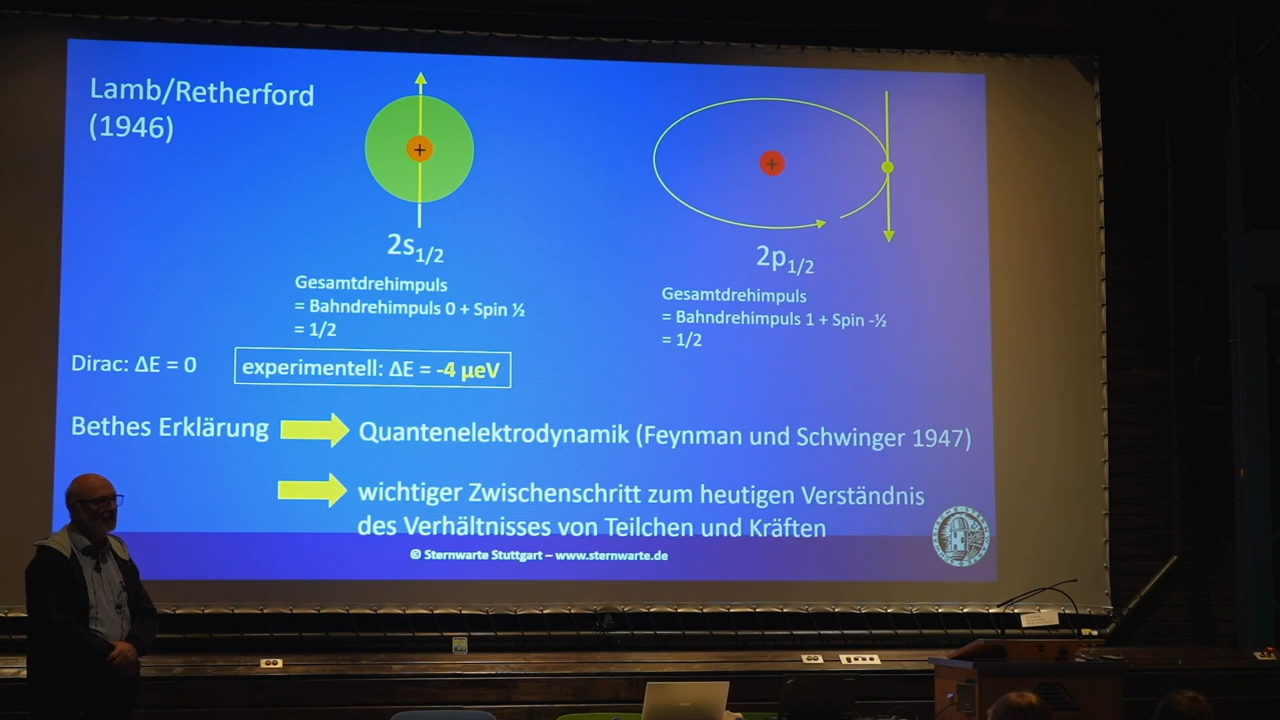 Lamb/Retherford
(1946)
+
+
2s1/2
Gesamtdrehimpuls
= Bahndrehimpuls 0 + Spin ½
= 1/2
2p1/2
Gesamtdrehimpuls
= Bahndrehimpuls 1 + Spin -½
= 1/2
Dirac: ΔE = 0
experimentell: ΔE = -4 µeV
Bethes Erklärung
Quantenelektrodynamik (Feynman und Schwinger 1947)
wichtiger Zwischenschritt zum heutigen Verständnis
des Verhältnisses von Teilchen und Kräften
© Sternwarte Stuttgart – www.sternwarte.de